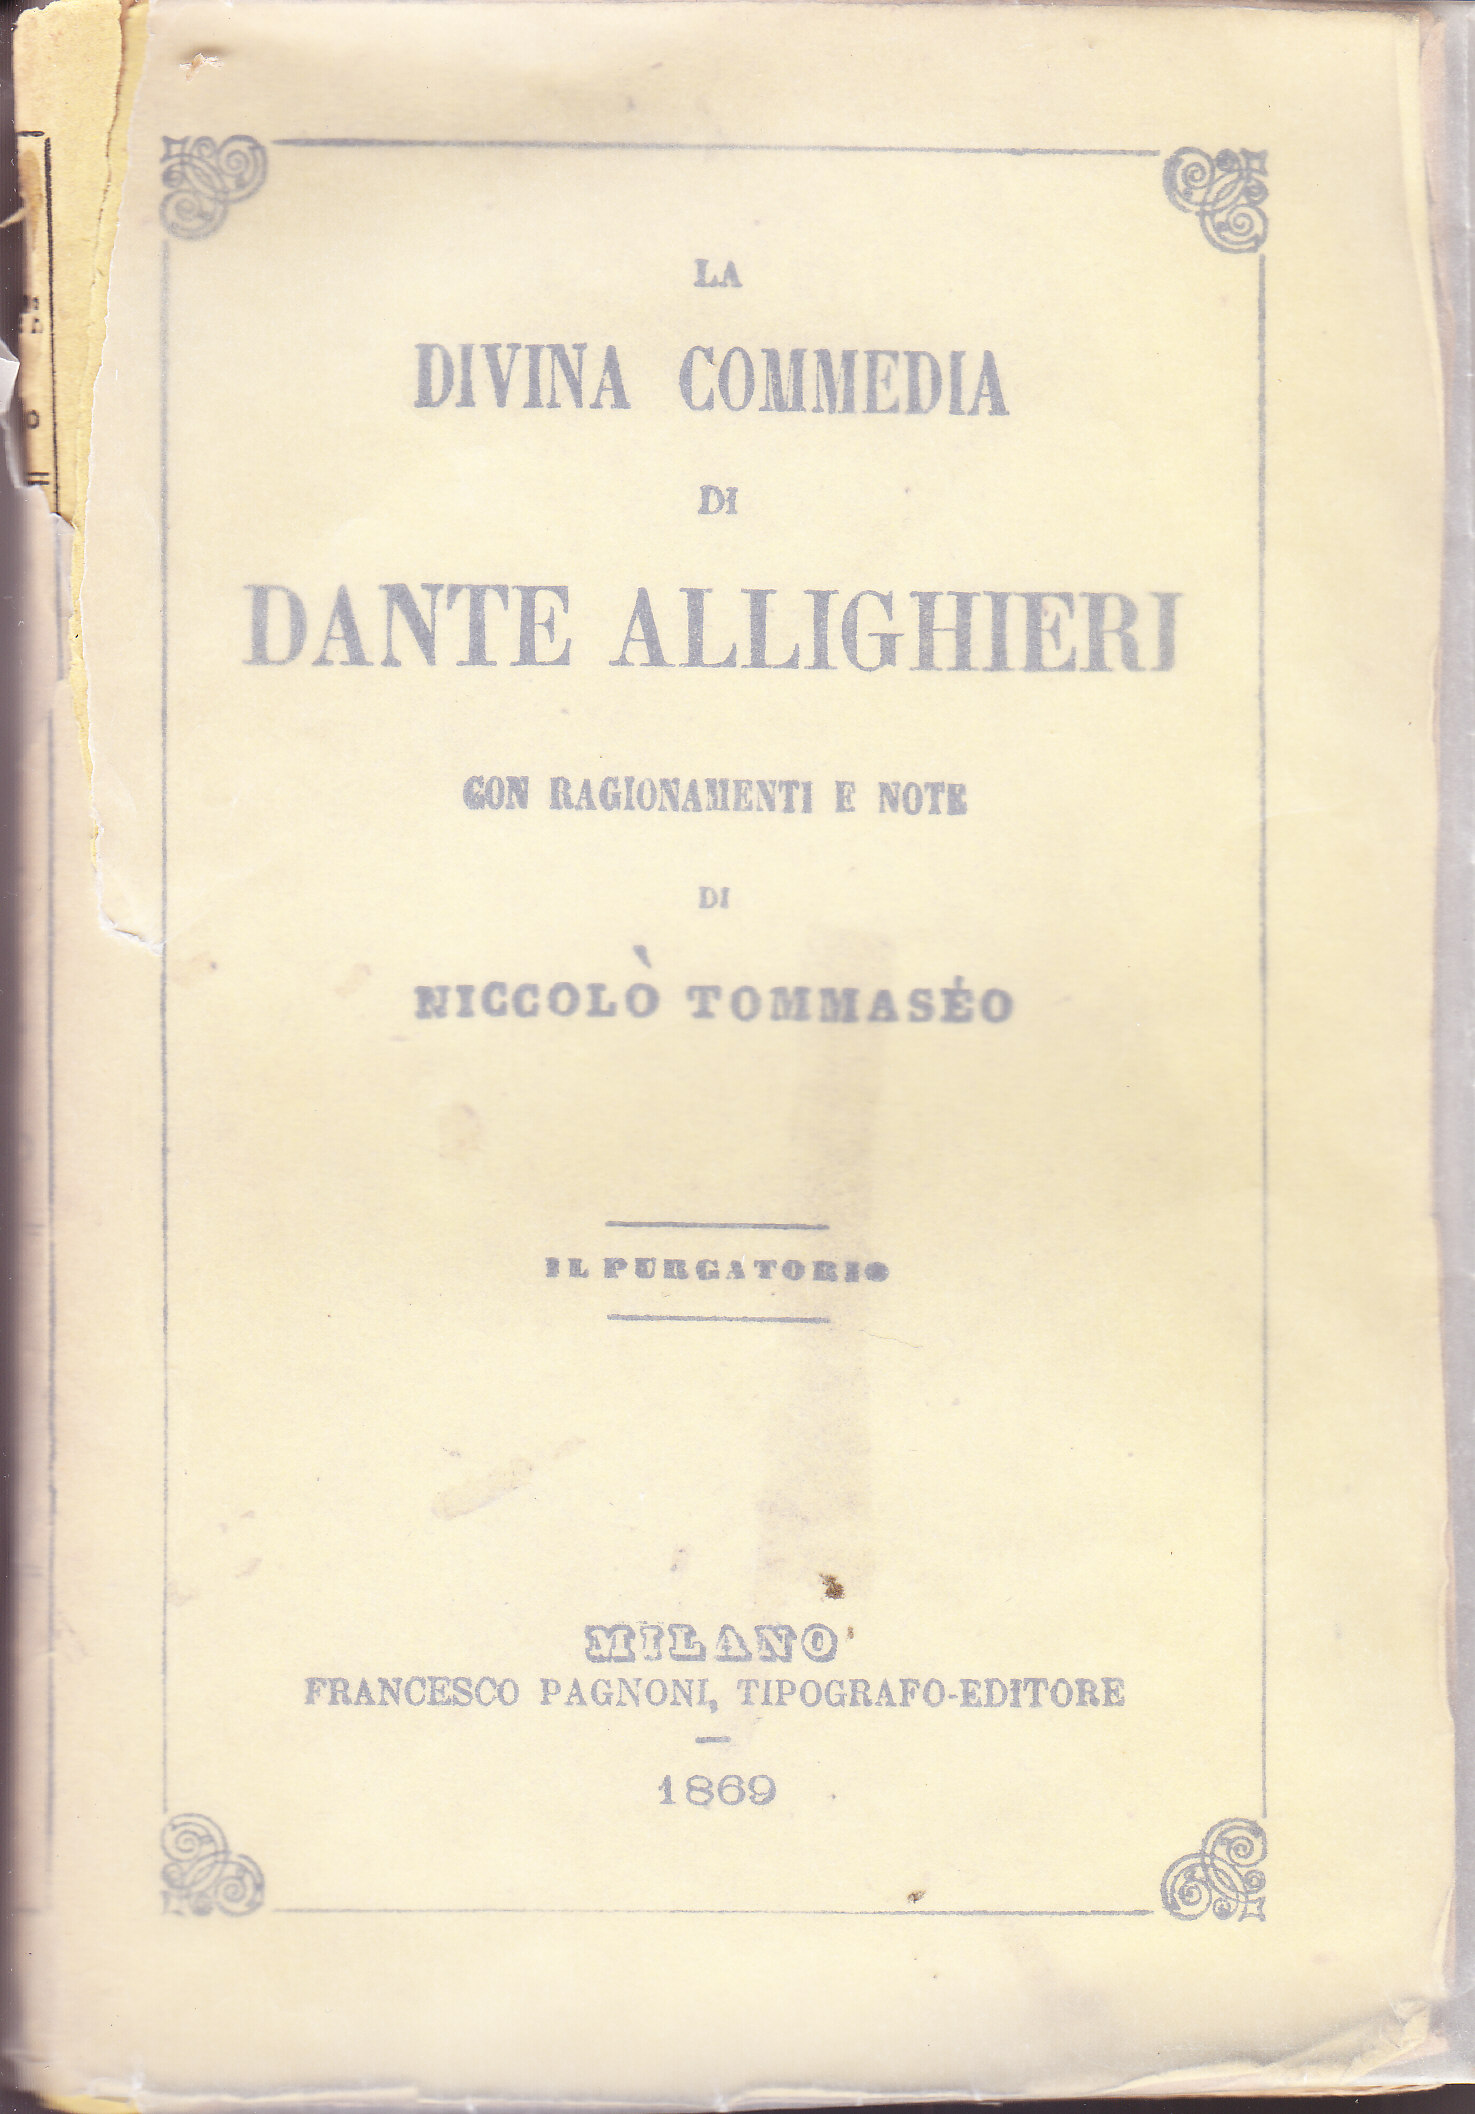 LA
DIVINA COMMEDIA
DI
DANTE ALLIGHIERI
CON RAGIONAMENTI E NOTE
DI
NICCOLÒ TOMMASÉO
IL PURGATORIO
MILANO
FRANCESCO PAGNONI, TIPOGRAFO-EDITORE
1869